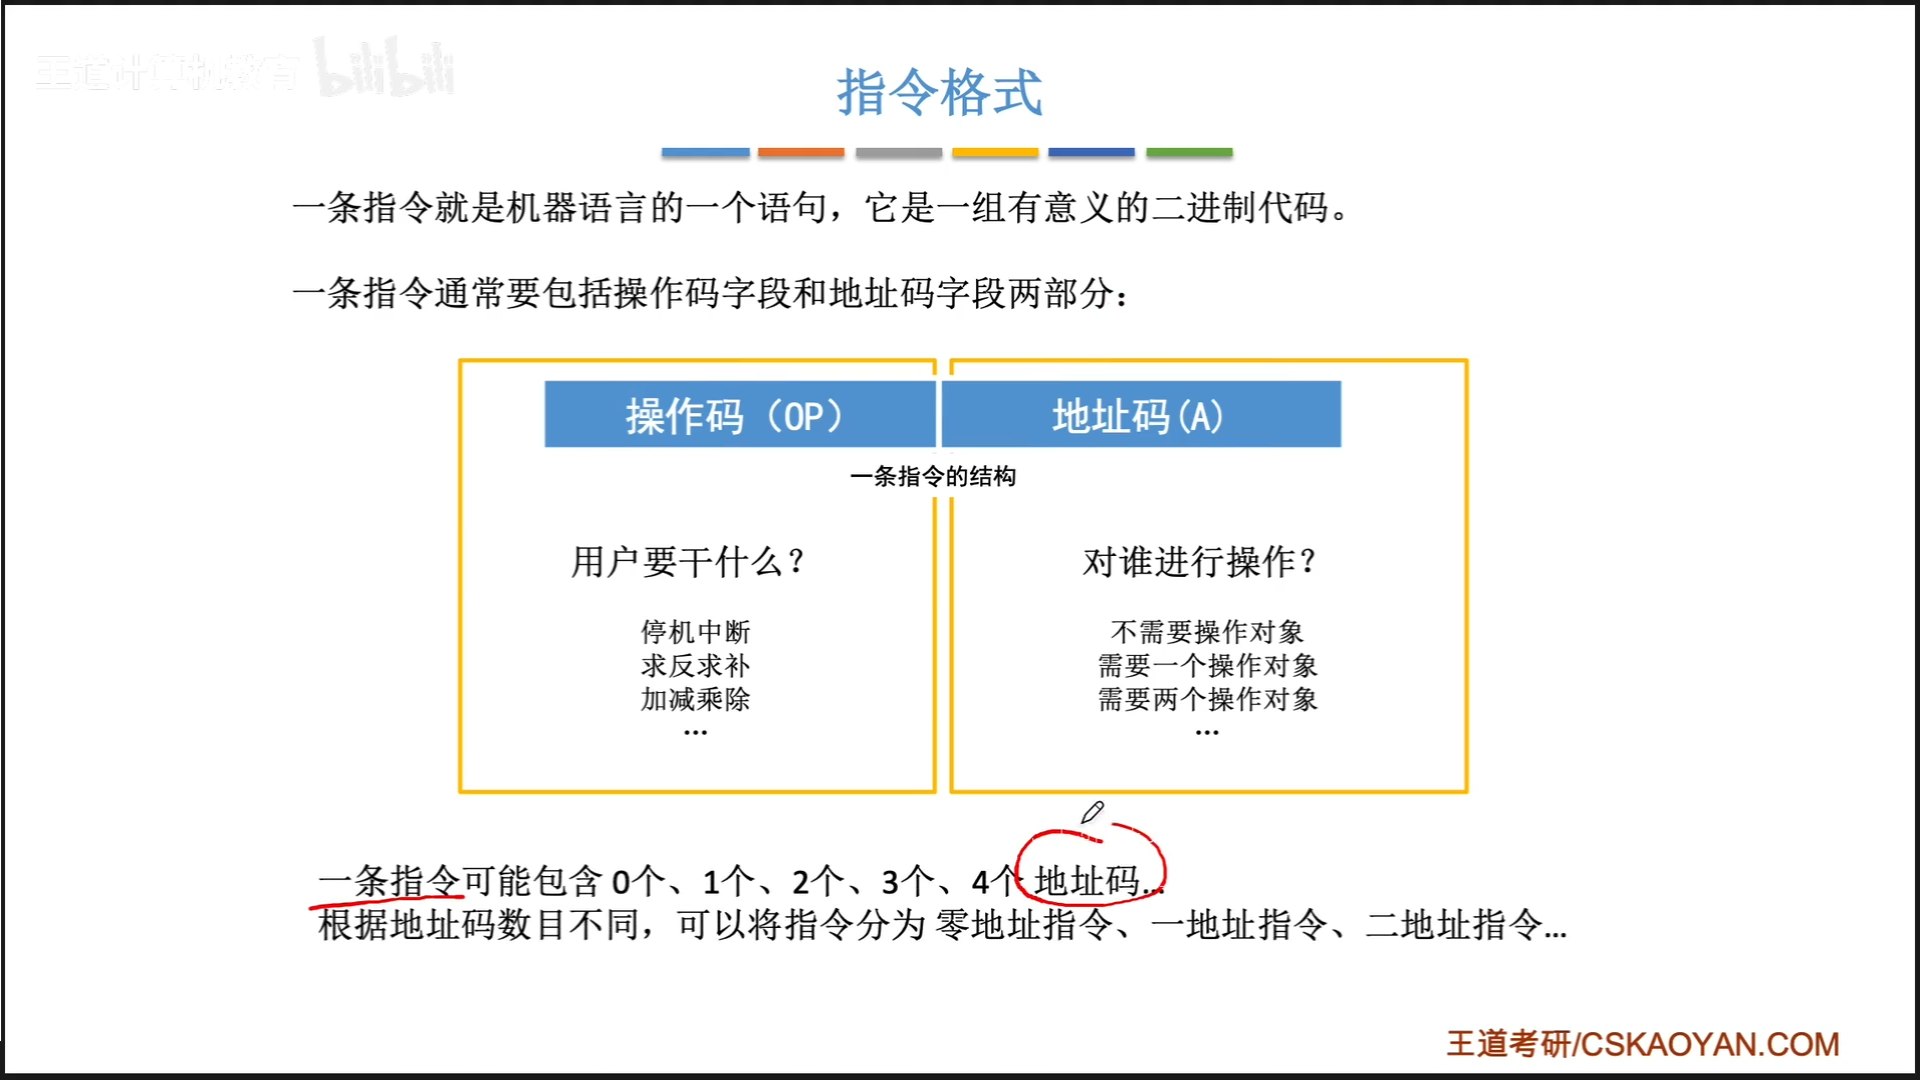 王道计算机教育 bilibili
指令格式
一条指令就是机器语言的一个语句，它是一组有意义的二进制代码。
一条指令通常要包括操作码字段和地址码字段两部分：
操作码（OP） 地址码(A)
一条指令的结构
用户要干什么？ 对谁进行操作？
停机中断 不需要操作对象
求反求补 需要一个操作对象
加减乘除 需要两个操作对象
... ...
一条指令可能包含 0个、1个、2个、3个、4个 地址码...
根据地址码数目不同，可以将指令分为 零地址指令、一地址指令、二地址指令...
王道考研/CSKAOYAN.COM